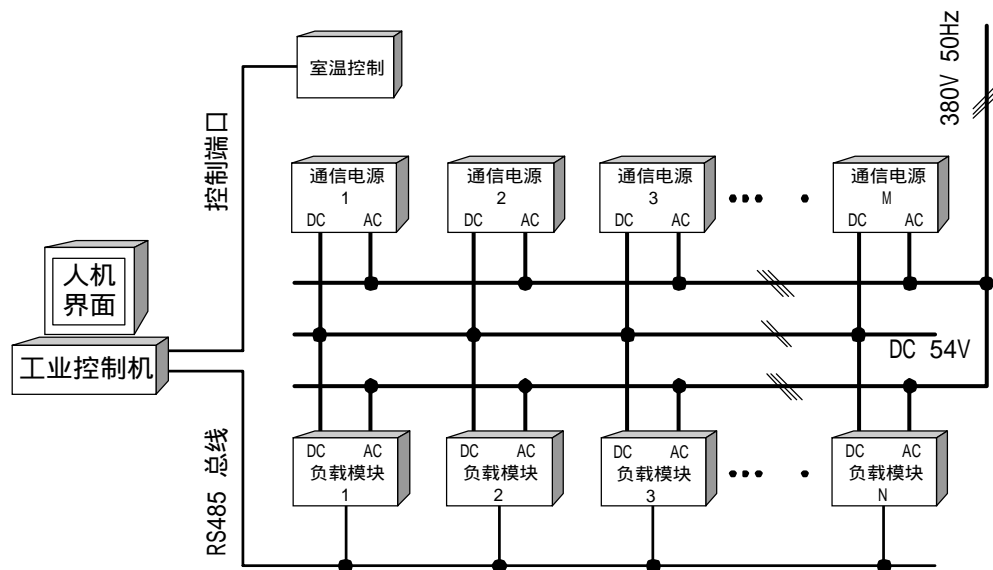 室温控制
380V 50Hz
控制端口
通信电源
1
DC AC
通信电源
2
DC AC
通信电源
3
DC AC
通信电源
M
DC AC
人机
界面
工业控制机
DC 54V
RS485 总线
DC AC
负载模块
1
DC AC
负载模块
2
DC AC
负载模块
3
DC AC
负载模块
N